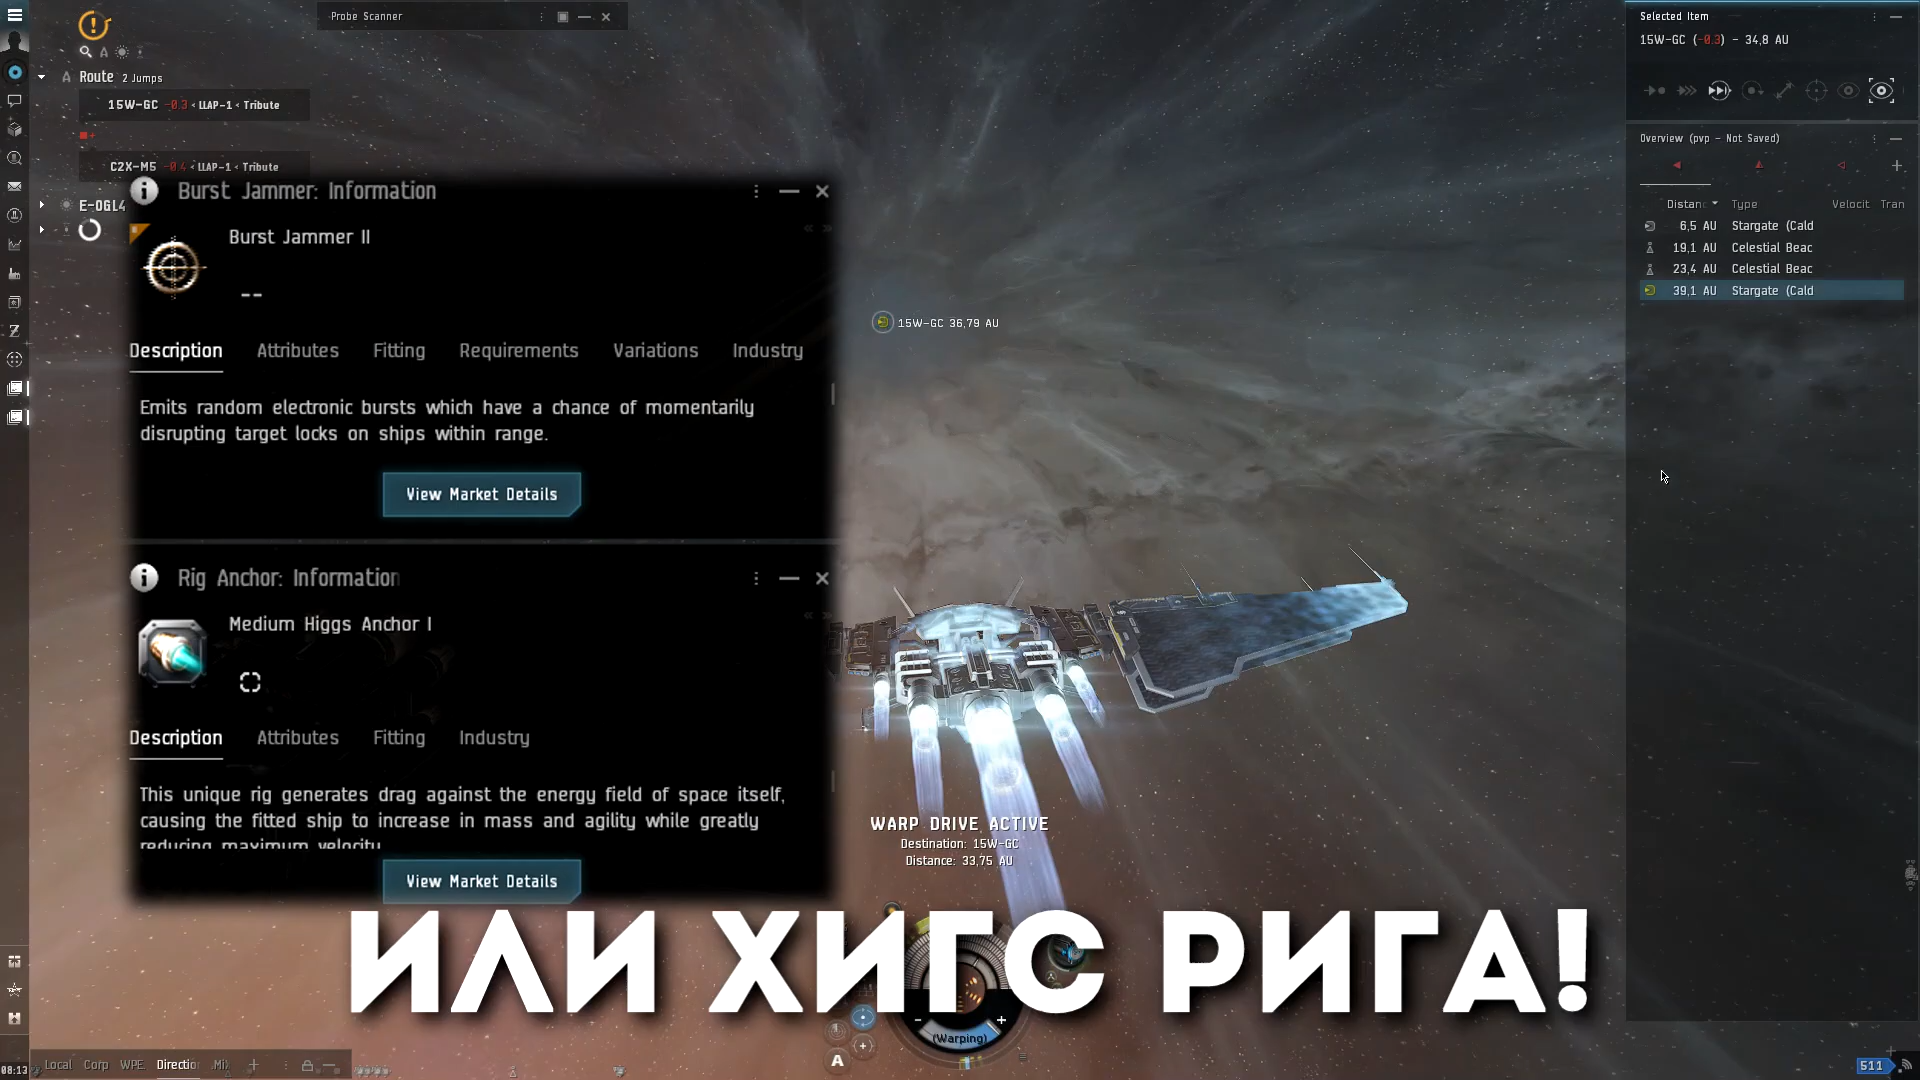 Probe Scanner
Route 2 Jumps
15W-GC -0.3 < LLAP-1 < Tribute
C2X-M5 -0.4 < LLAP-1 < Tribute
E-OGL4
Burst Jammer: Information
Burst Jammer II
--
Description Attributes Fitting Requirements Variations Industry
Emits random electronic bursts which have a chance of momentarily
disrupting target locks on ships within range.
View Market Details
Rig Anchor: Information
Medium Higgs Anchor I
Description Attributes Fitting Industry
This unique rig generates drag against the energy field of space itself,
causing the fitted ship to increase in mass and agility while greatly
reducing maximum velocity
View Market Details
15W-GC 36,79 AU
WARP DRIVE ACTIVE
Destination: 15W-GC
Distance: 33,75 AU
ИЛИ ХИГС РИГА!
(Warping)
A
Selected Item
15W-GC (-0.3) - 34,8 AU
Overview (pvp - Not Saved)
Distanc Type Velocit Tran
6,5 AU Stargate (Cald
19,1 AU Celestial Beac
23,4 AU Celestial Beac
39,1 AU Stargate (Cald
08:13
Local Corp WPE Directio
511